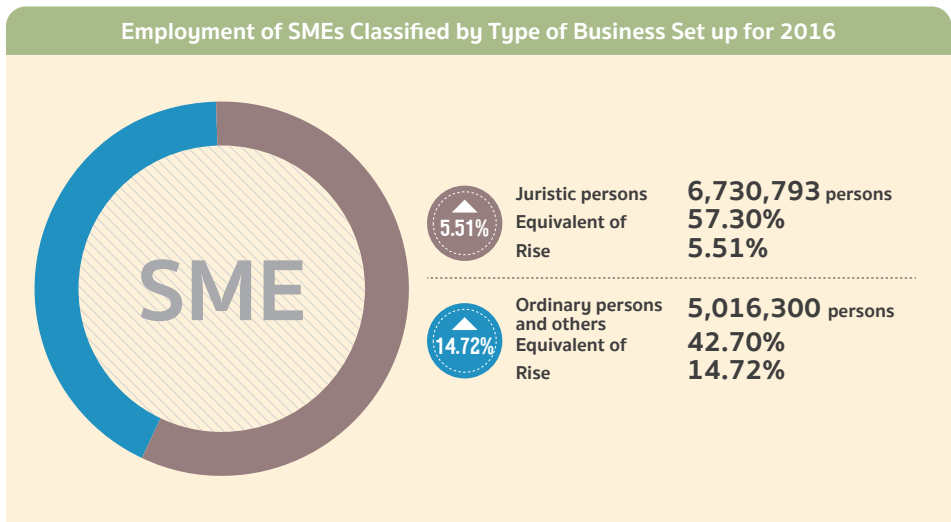 Employment of SMEs Classified by Type of Business Set up for 2016
SME
5.51%
Juristic persons 6,730,793 persons
Equivalent of 57.30%
Rise 5.51%
14.72%
Ordinary persons and others 5,016,300 persons
Equivalent of 42.70%
Rise 14.72%